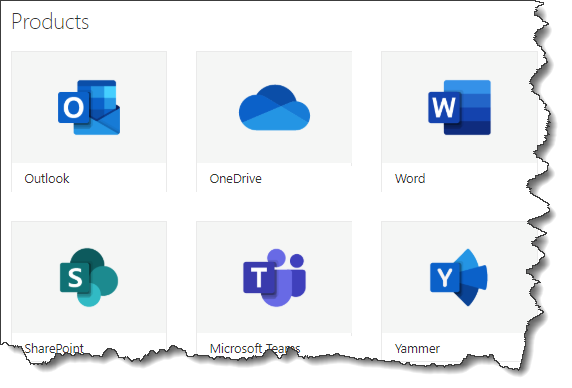 Products
O
W
Outlook
OneDrive
Word
S
T
Y
SharePoint
Microsoft Teams
Yammer